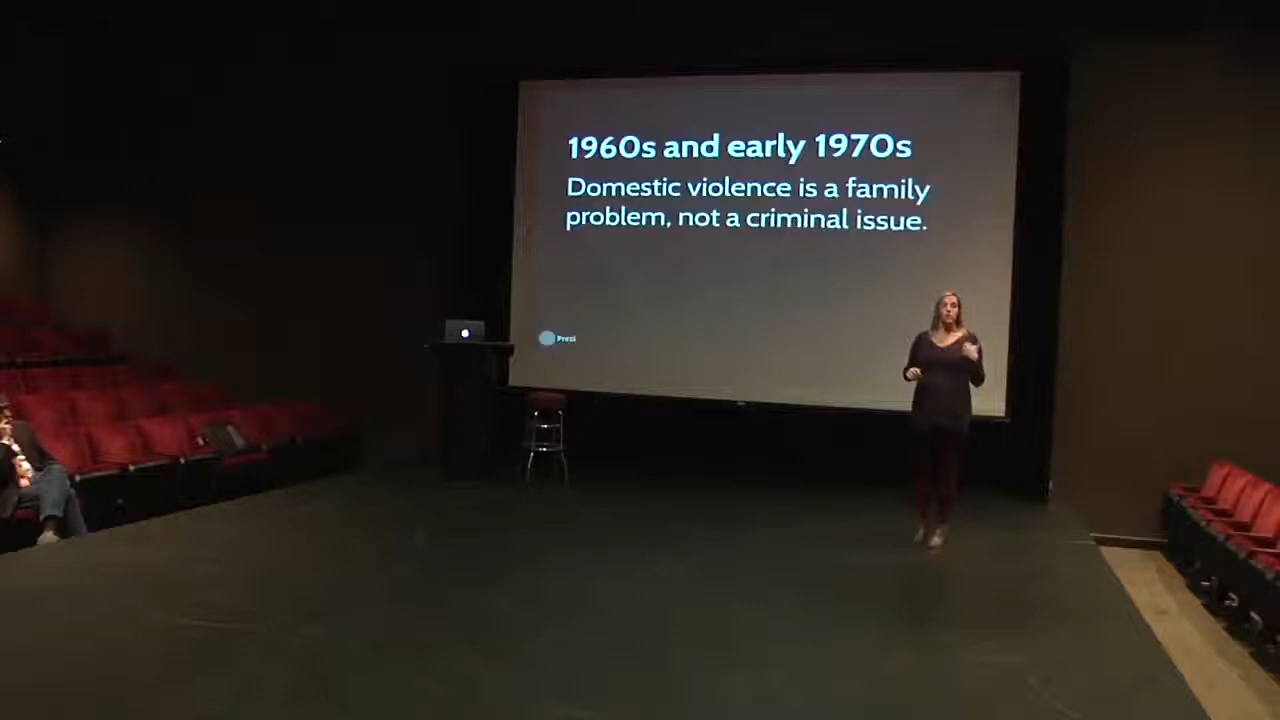 1960s and early 1970s
Domestic violence is a family
problem, not a criminal issue.
Prezi